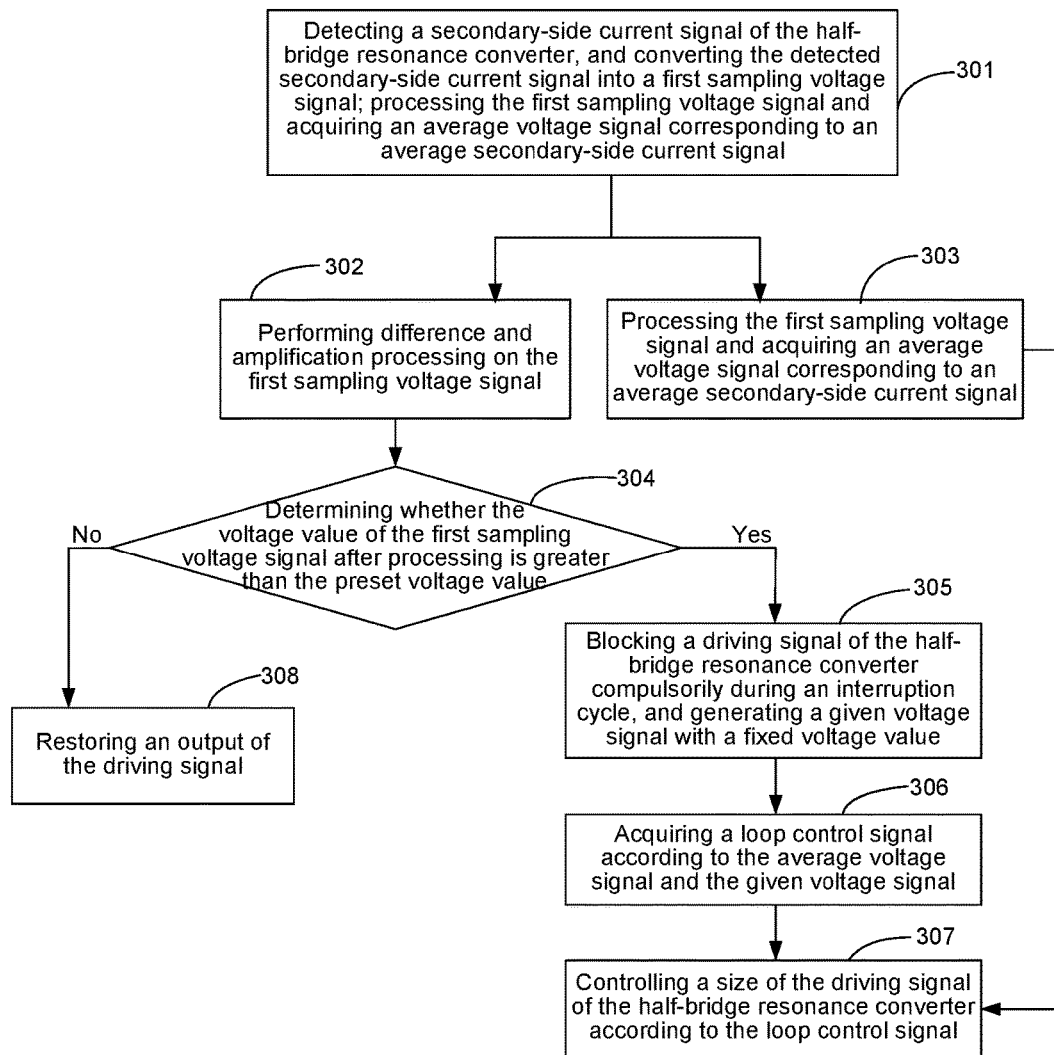 Detecting a secondary-side current signal of the half-
bridge resonance converter, and converting the detected
secondary-side current signal into a first sampling voltage
signal; processing the first sampling voltage signal and
acquiring an average voltage signal corresponding to an
average secondary-side current signal
301
302
Performing difference and
amplification processing on the
first sampling voltage signal
303
Processing the first sampling voltage
signal and acquiring an average
voltage signal corresponding to an
average secondary-side current signal
304
Determining whether the
voltage value of the first sampling
voltage signal after processing is greater
than the preset voltage value
No
Yes
305
Blocking a driving signal of the half-
bridge resonance converter
compulsorily during an interruption
cycle, and generating a given voltage
signal with a fixed voltage value
308
Restoring an output of
the driving signal
306
Acquiring a loop control signal
according to the average voltage
signal and the given voltage signal
307
Controlling a size of the driving signal
of the half-bridge resonance converter
according to the loop control signal